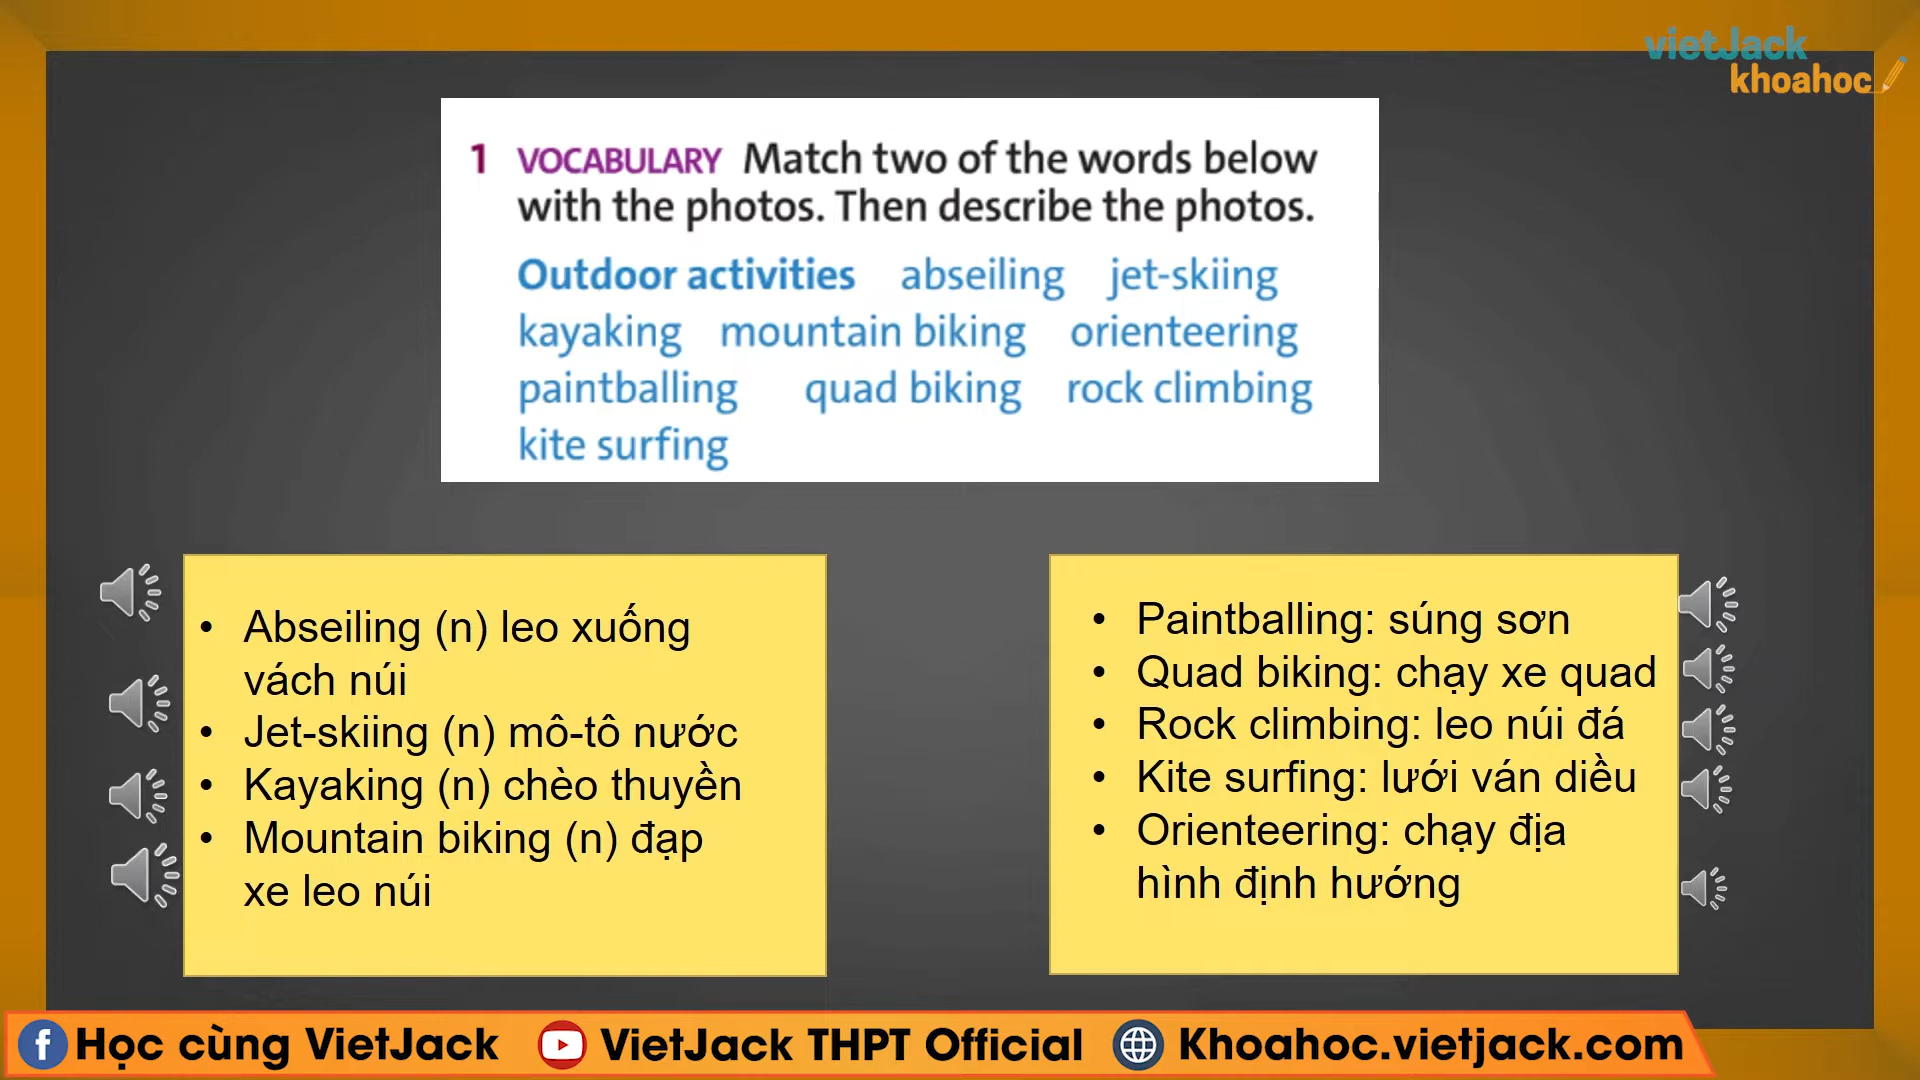 vietJack
khoahoc
1 VOCABULARY Match two of the words below
with the photos. Then describe the photos.
Outdoor activities abseiling jet-skiing
kayaking mountain biking orienteering
paintballing quad biking rock climbing
kite surfing
• Abseiling (n) leo xuống
vách núi
• Jet-skiing (n) mô-tô nước
• Kayaking (n) chèo thuyền
• Mountain biking (n) đạp
xe leo núi
• Paintballing: súng sơn
• Quad biking: chạy xe quad
• Rock climbing: leo núi đá
• Kite surfing: lưới ván diều
• Orienteering: chạy địa
hình định hướng
Học cùng VietJack VietJack THPT Official Khoahoc.vietjack.com